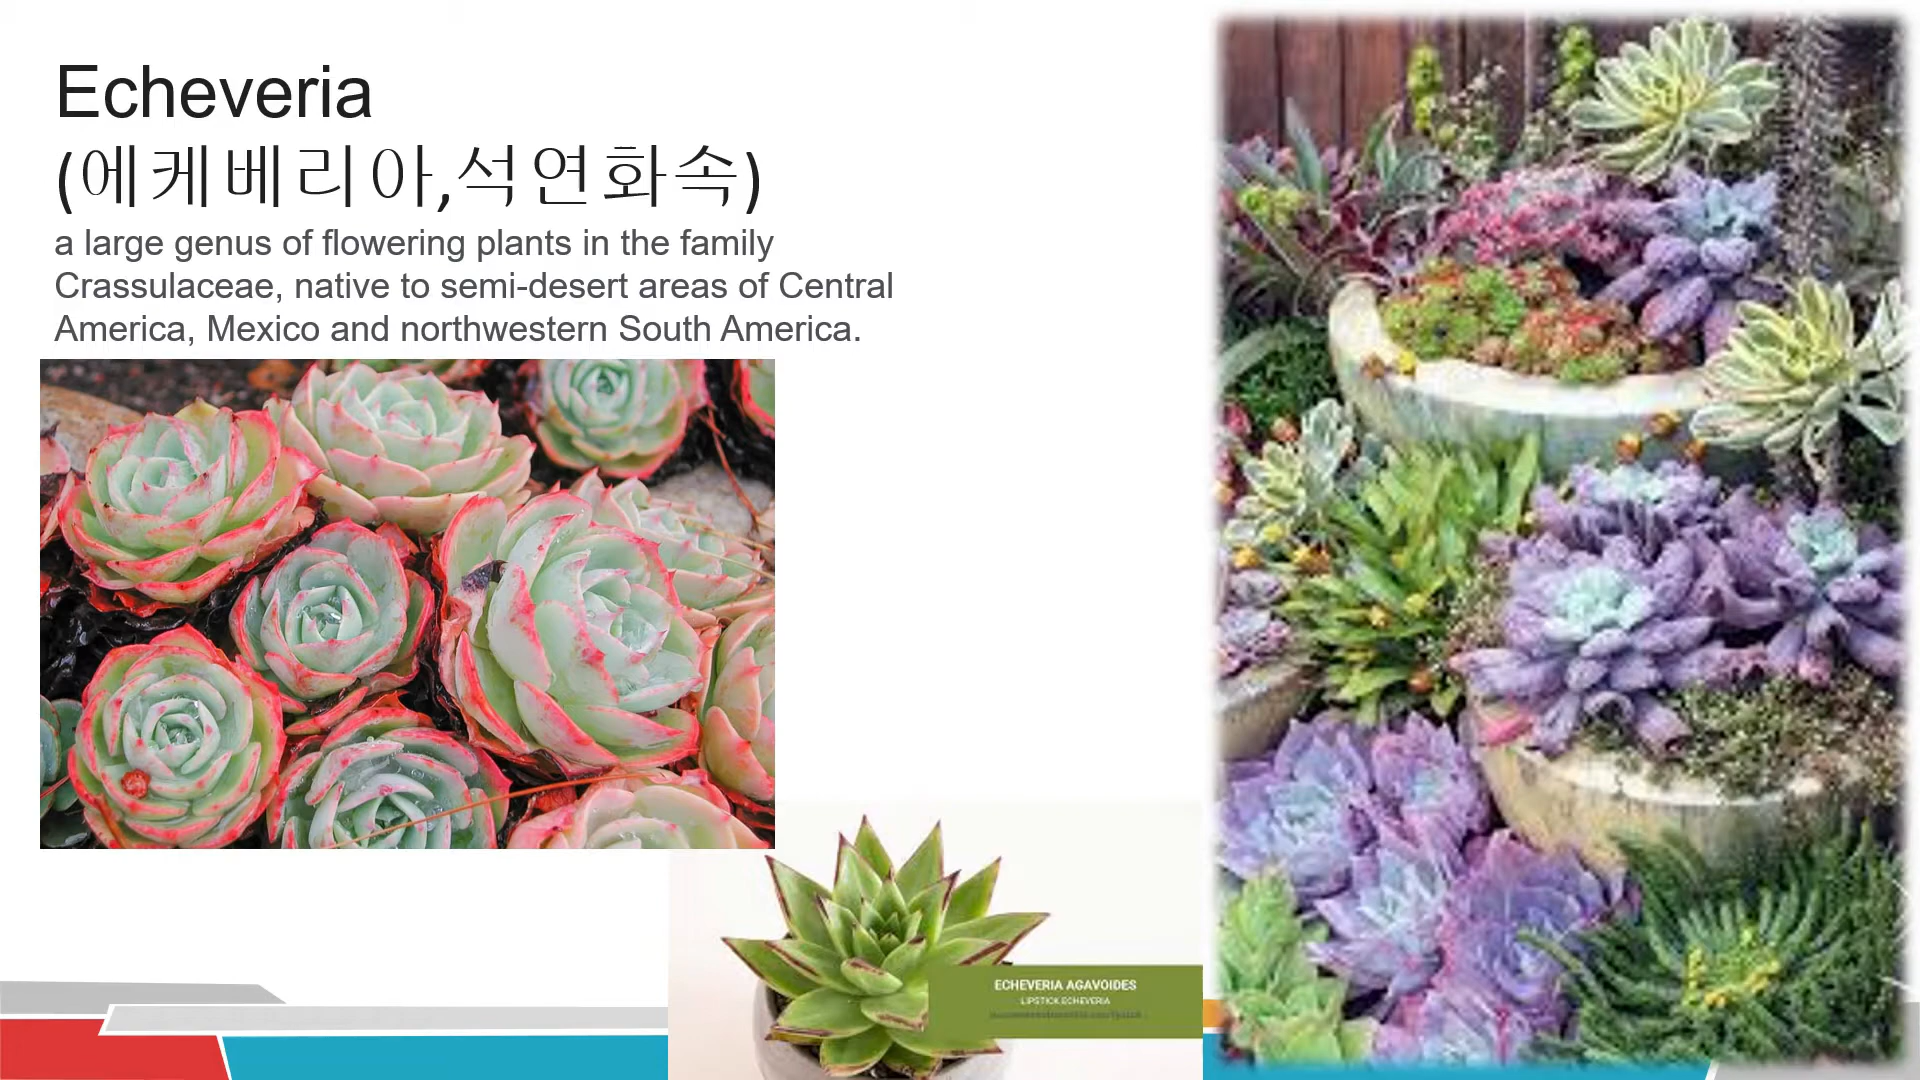 Echeveria
(에케베리아,석연화속)
a large genus of flowering plants in the family
Crassulaceae, native to semi-desert areas of Central
America, Mexico and northwestern South America.
ECHEVERIA AGAVOIDES
LIPSTICK ECHEVERIA